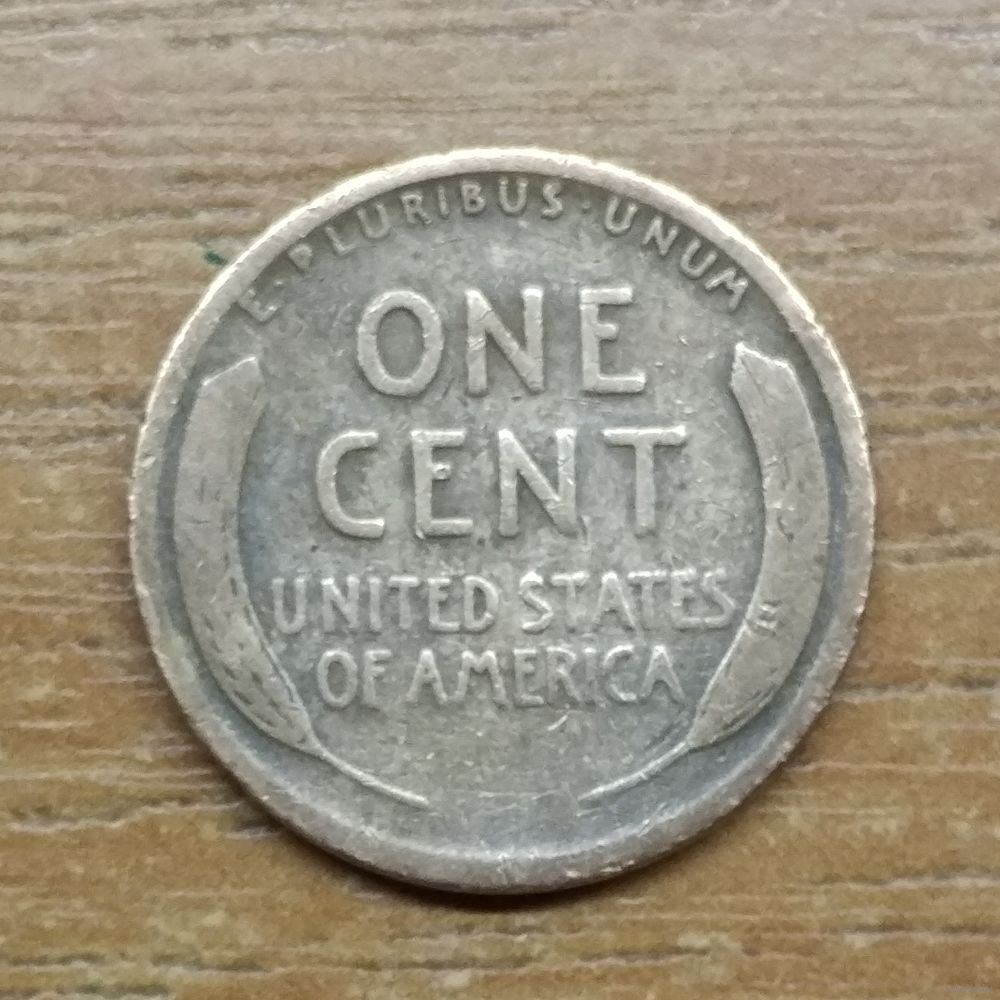 E·PLURIBUS·UNUM
ONE
CENT
UNITED STATES
OF AMERICA